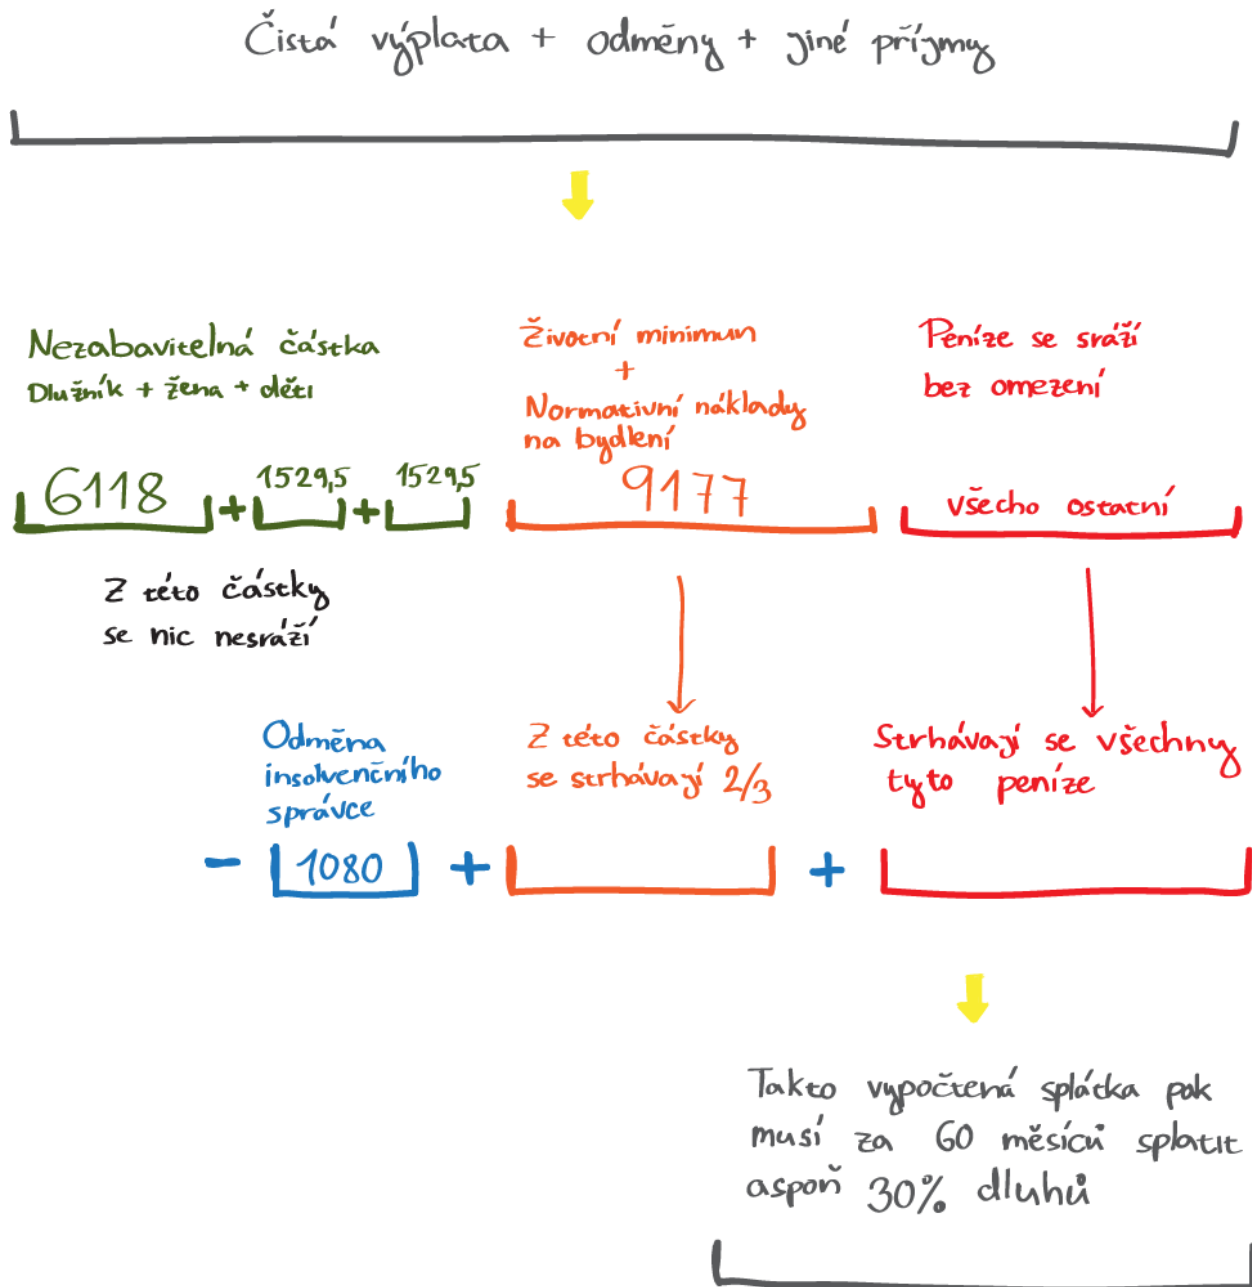 Čistá výplata + odměny + jiné příjmy
Nezabavitelná částka
Dlužník + žena + děti
6118 + 1529,5 + 1529,5
Z této částky
se nic nesráží
Životní minimun
+
Normativní náklady
na bydlení
9177
Peníze se sráží
bez omezení
všecho ostatní
Odměna
insolvenčního
správce
- 1080 +
Z této částky
se strhávají 2/3
+
Strhávají se všechny
tyto peníze
Takto vypočtená splátka pak
musí za 60 měsíců splatit
aspoň 30% dluhů